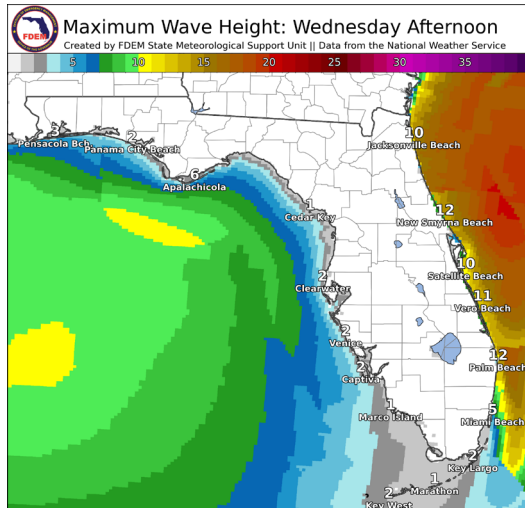 Maximum Wave Height: Wednesday Afternoon
FDEM
Created by FDEM State Meteorological Support Unit || Data from the National Weather Service
5 10 15 20 25 30 35
3
Pensacola Bch.
2
Panama City Beach
6
Apalachicola
10
Jacksonville Beach
1
Cedar Key
12
New Smyrna Beach
10
Satellite Beach
2
Clearwater
11
Vero Beach
2
Venice
12
Palm Beach
2
Captiva
1
Marco Island
5
Miami Beach
2
Key Largo
1
Marathon
2
Key West